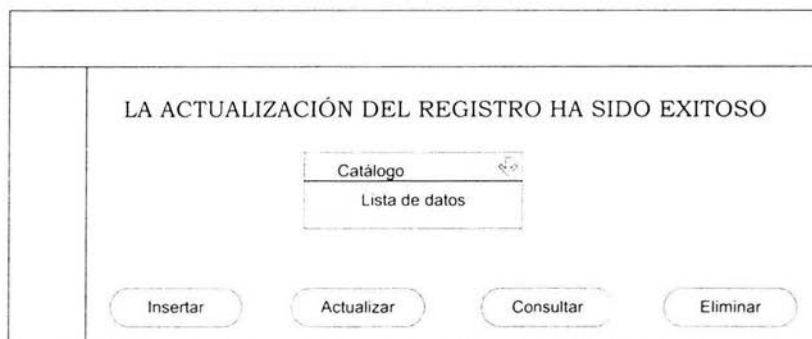 LA ACTUALIZACIÓN DEL REGISTRO HA SIDO EXITOSO
Catálogo
Lista de datos
Insertar Actualizar Consultar Eliminar